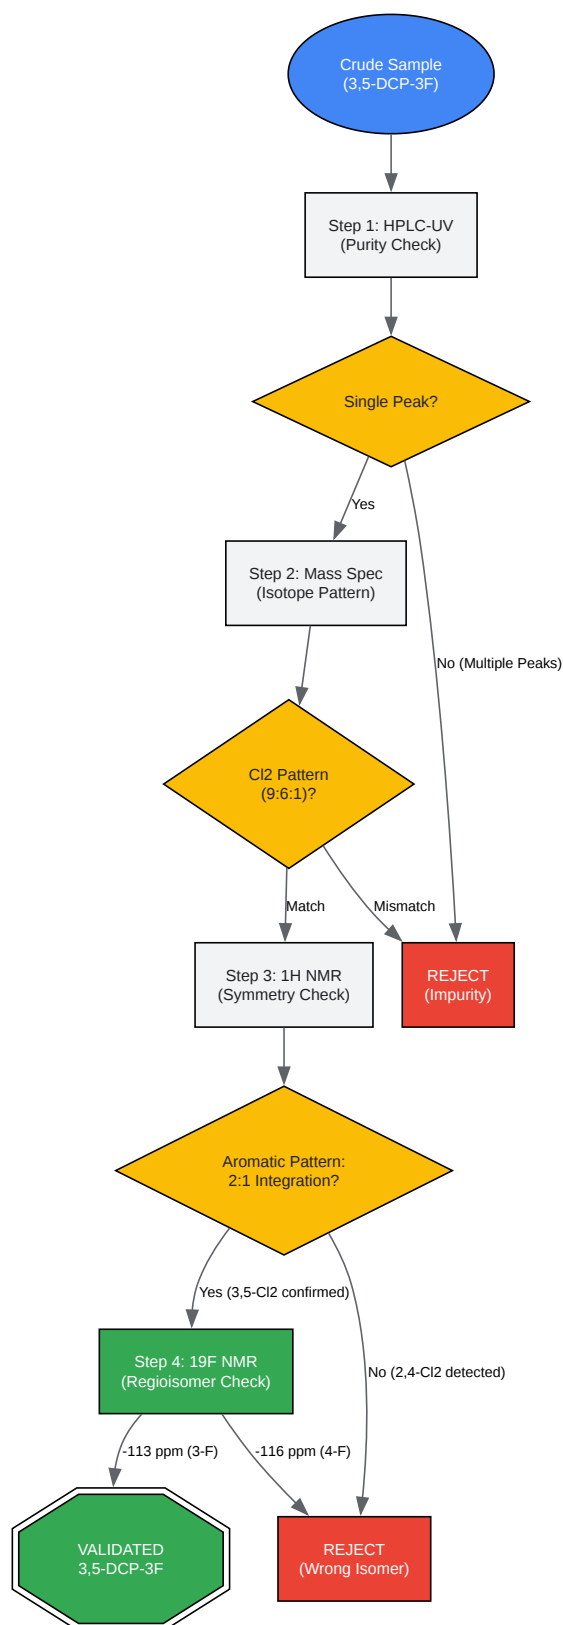 Crude Sample
(3,5-DCP-3F)
Step 1: HPLC-UV
(Purity Check)
Single Peak?
Yes
Step 2: Mass Spec
(Isotope Pattern)
No (Multiple Peaks)
Cl2 Pattern
(9:6:1)?
Match
Mismatch
Step 3: 1H NMR
(Symmetry Check)
REJECT
(Impurity)
Aromatic Pattern:
2:1 Integration?
Yes (3,5-Cl2 confirmed)
Step 4: 19F NMR
(Regioisomer Check)
No (2,4-Cl2 detected)
-113 ppm (3-F)
-116 ppm (4-F)
VALIDATED
3,5-DCP-3F
REJECT
(Wrong Isomer)